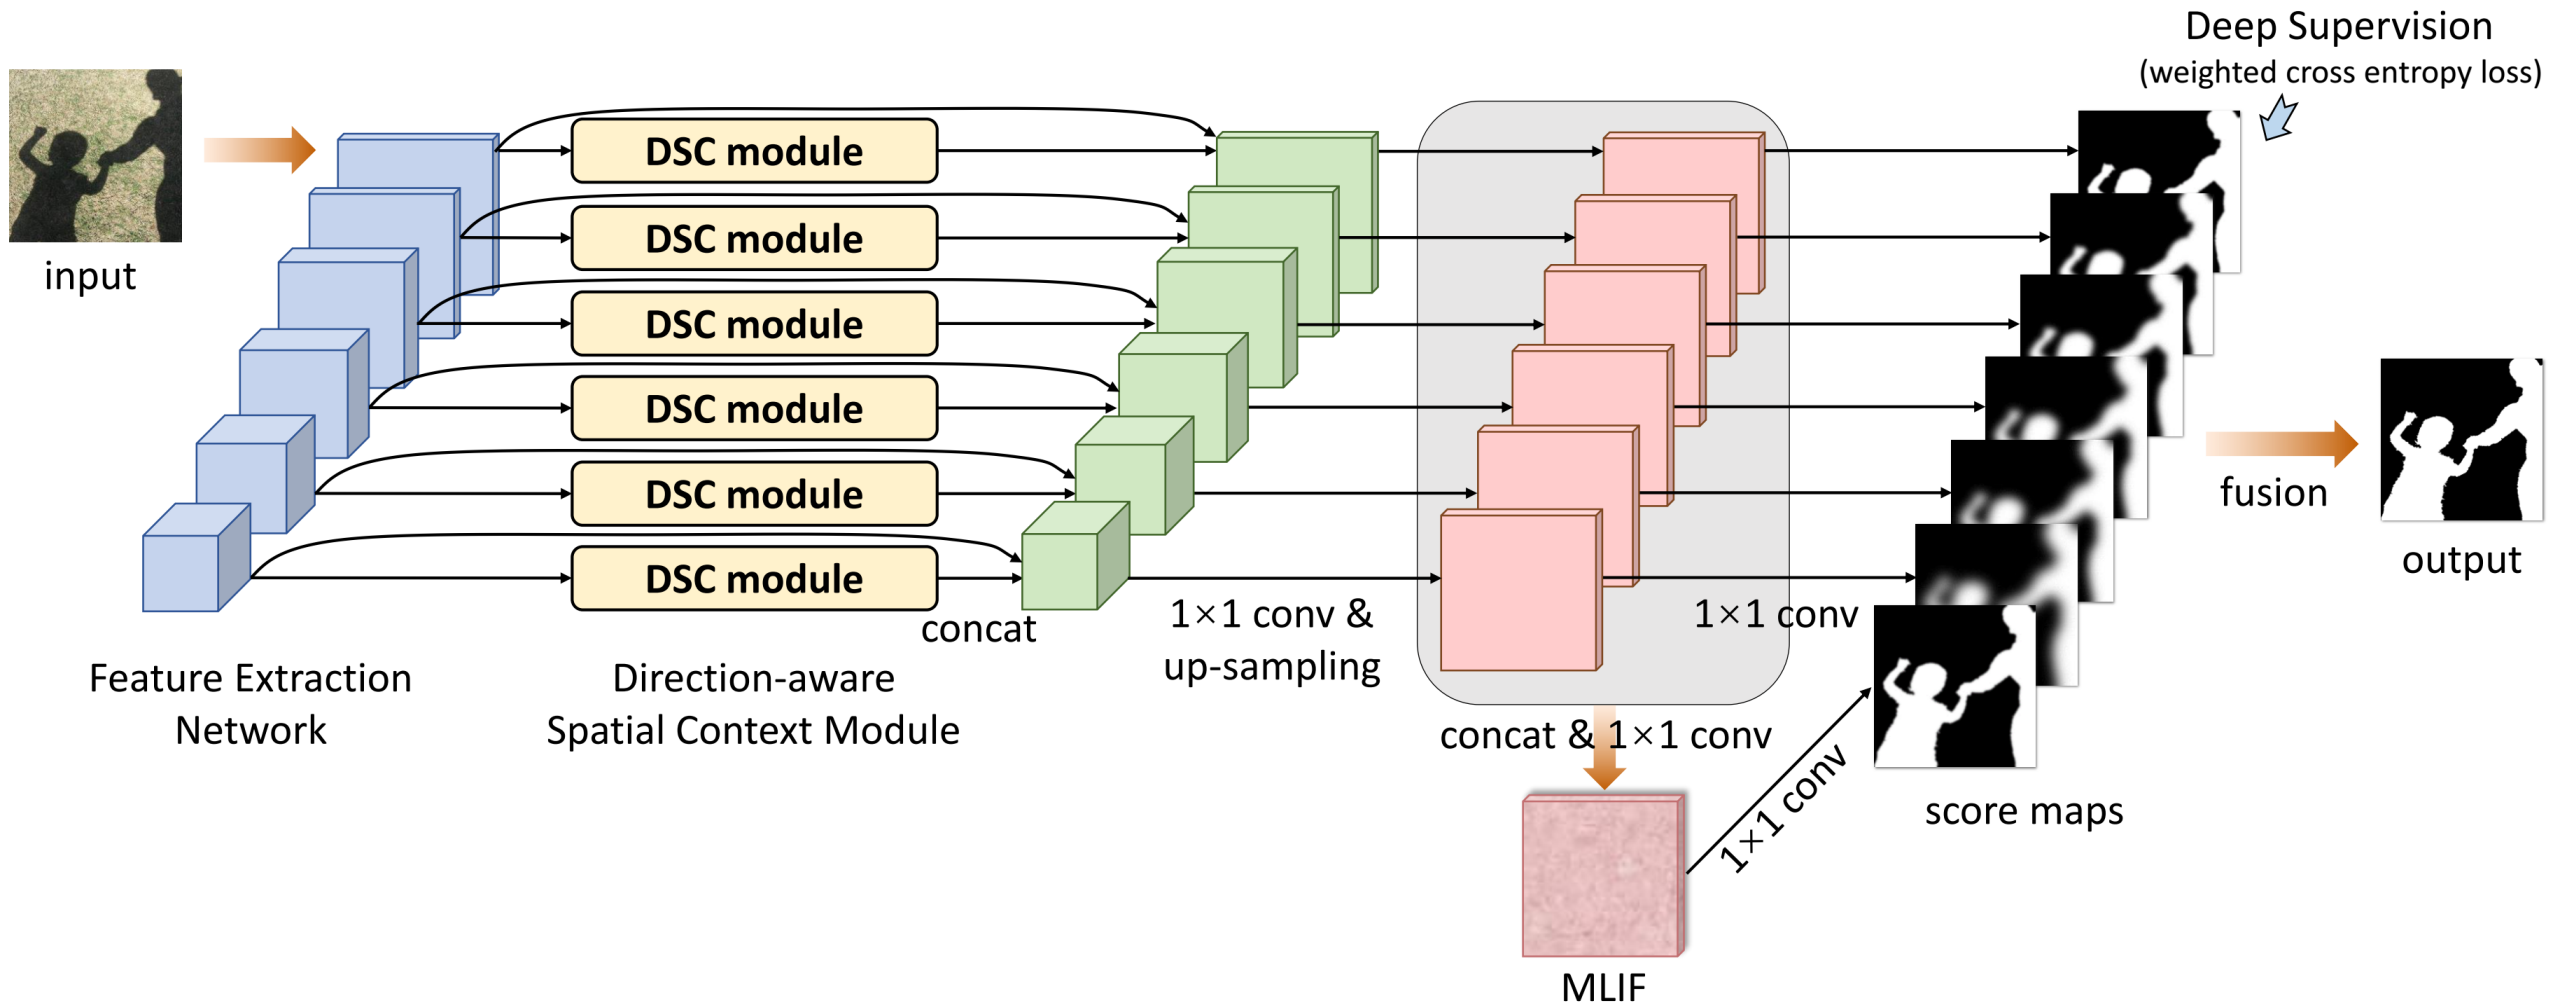 Deep Supervision
(weighted cross entropy loss)
input
DSC module
DSC module
DSC module
DSC module
DSC module
DSC module
concat
1×1 conv &
up-sampling
1×1 conv
fusion
output
Feature Extraction
Network
Direction-aware
Spatial Context Module
concat & 1×1 conv
1×1 conv
score maps
MLIF